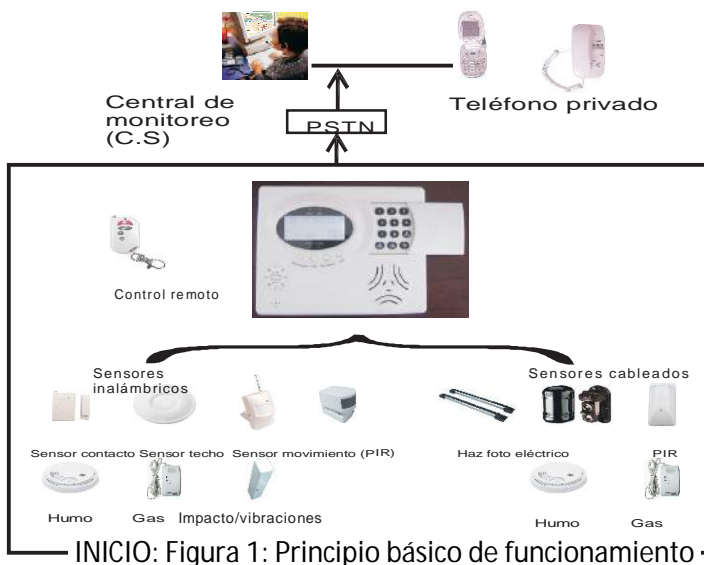 Central de
monitoreo
(C.S)
PSTN
Teléfono privado
Control remoto
Sensores
inalámbricos
Sensores cableados
Sensor contacto Sensor techo Sensor movimiento (PIR)
Haz foto eléctrico
PIR
Humo
Gas
Impacto/vibraciones
Humo
Gas
INICIO: Figura 1: Principio básico de funcionamiento